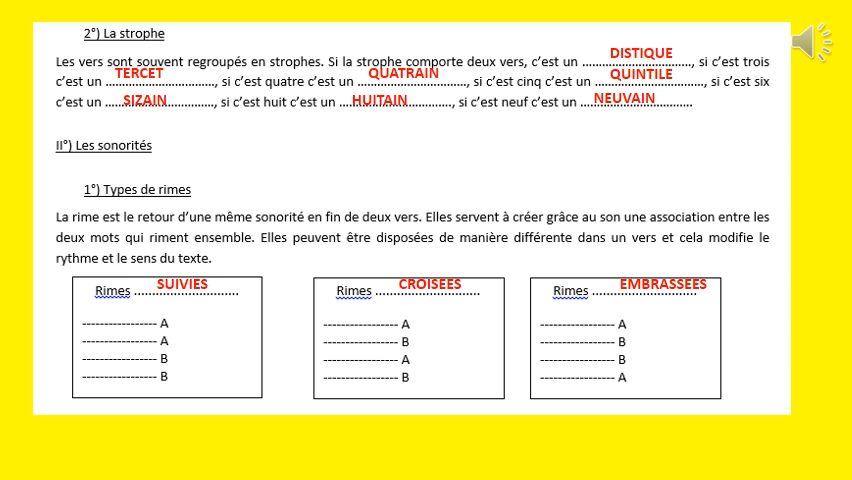 2°) La strophe
Les vers sont souvent regroupés en strophes. Si la strophe comporte deux vers, c'est un ...DISTIQUE..., si c'est trois
c'est un ...TERCET..., si c'est quatre c'est un ...QUATRAIN..., si c'est cinq c'est un ...QUINTILE..., si c'est six
c'est un ...SIZAIN..., si c'est huit c'est un ...HUITAIN..., si c'est neuf c'est un ...NEUVAIN...
II°) Les sonorités
1°) Types de rimes
La rime est le retour d'une même sonorité en fin de deux vers. Elles servent à créer grâce au son une association entre les
deux mots qui riment ensemble. Elles peuvent être disposées de manière différente dans un vers et cela modifie le
rythme et le sens du texte.
Rimes ...SUIVIES...
----------------- A
----------------- A
----------------- B
----------------- B
Rimes ...CROISEES...
----------------- A
----------------- B
----------------- A
----------------- B
Rimes ...EMBRASSEES...
----------------- A
----------------- B
----------------- B
----------------- A